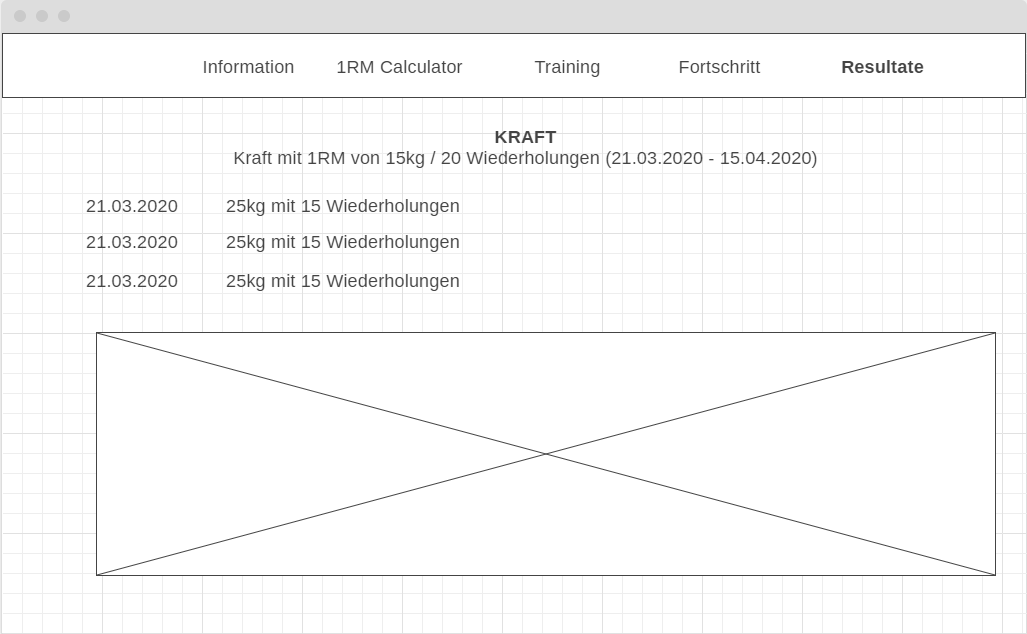 Information 1RM Calculator Training Fortschritt Resultate
KRAFT
Kraft mit 1RM von 15kg / 20 Wiederholungen (21.03.2020 - 15.04.2020)
21.03.2020 25kg mit 15 Wiederholungen
21.03.2020 25kg mit 15 Wiederholungen
21.03.2020 25kg mit 15 Wiederholungen